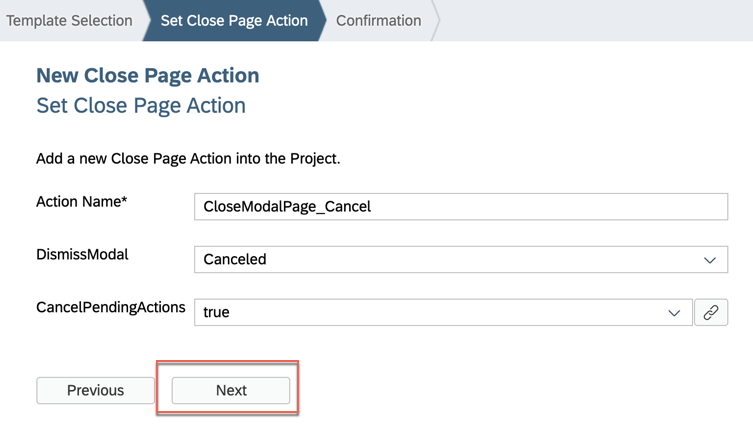 Template Selection Set Close Page Action Confirmation
New Close Page Action
Set Close Page Action
Add a new Close Page Action into the Project.
Action Name* CloseModalPage_Cancel
DismissModal Canceled
CancelPendingActions true
Previous Next